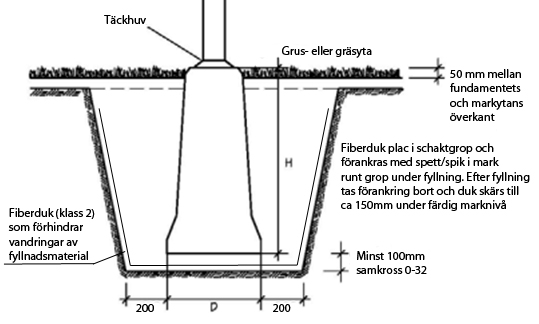 Täckhuv
Grus- eller gräsyta
50 mm mellan
fundamentets
och markytans
överkant
H
Fiberduk plac i schaktgrop och
förankras med spett/spik i mark
runt grop under fyllning. Efter fyllning
tas förankring bort och duk skärs till
ca 150mm under färdig marknivå
Fiberduk (klass 2)
som förhindrar
vandringar av
fyllnadsmaterial
Minst 100mm
samkross 0-32
200
D
200